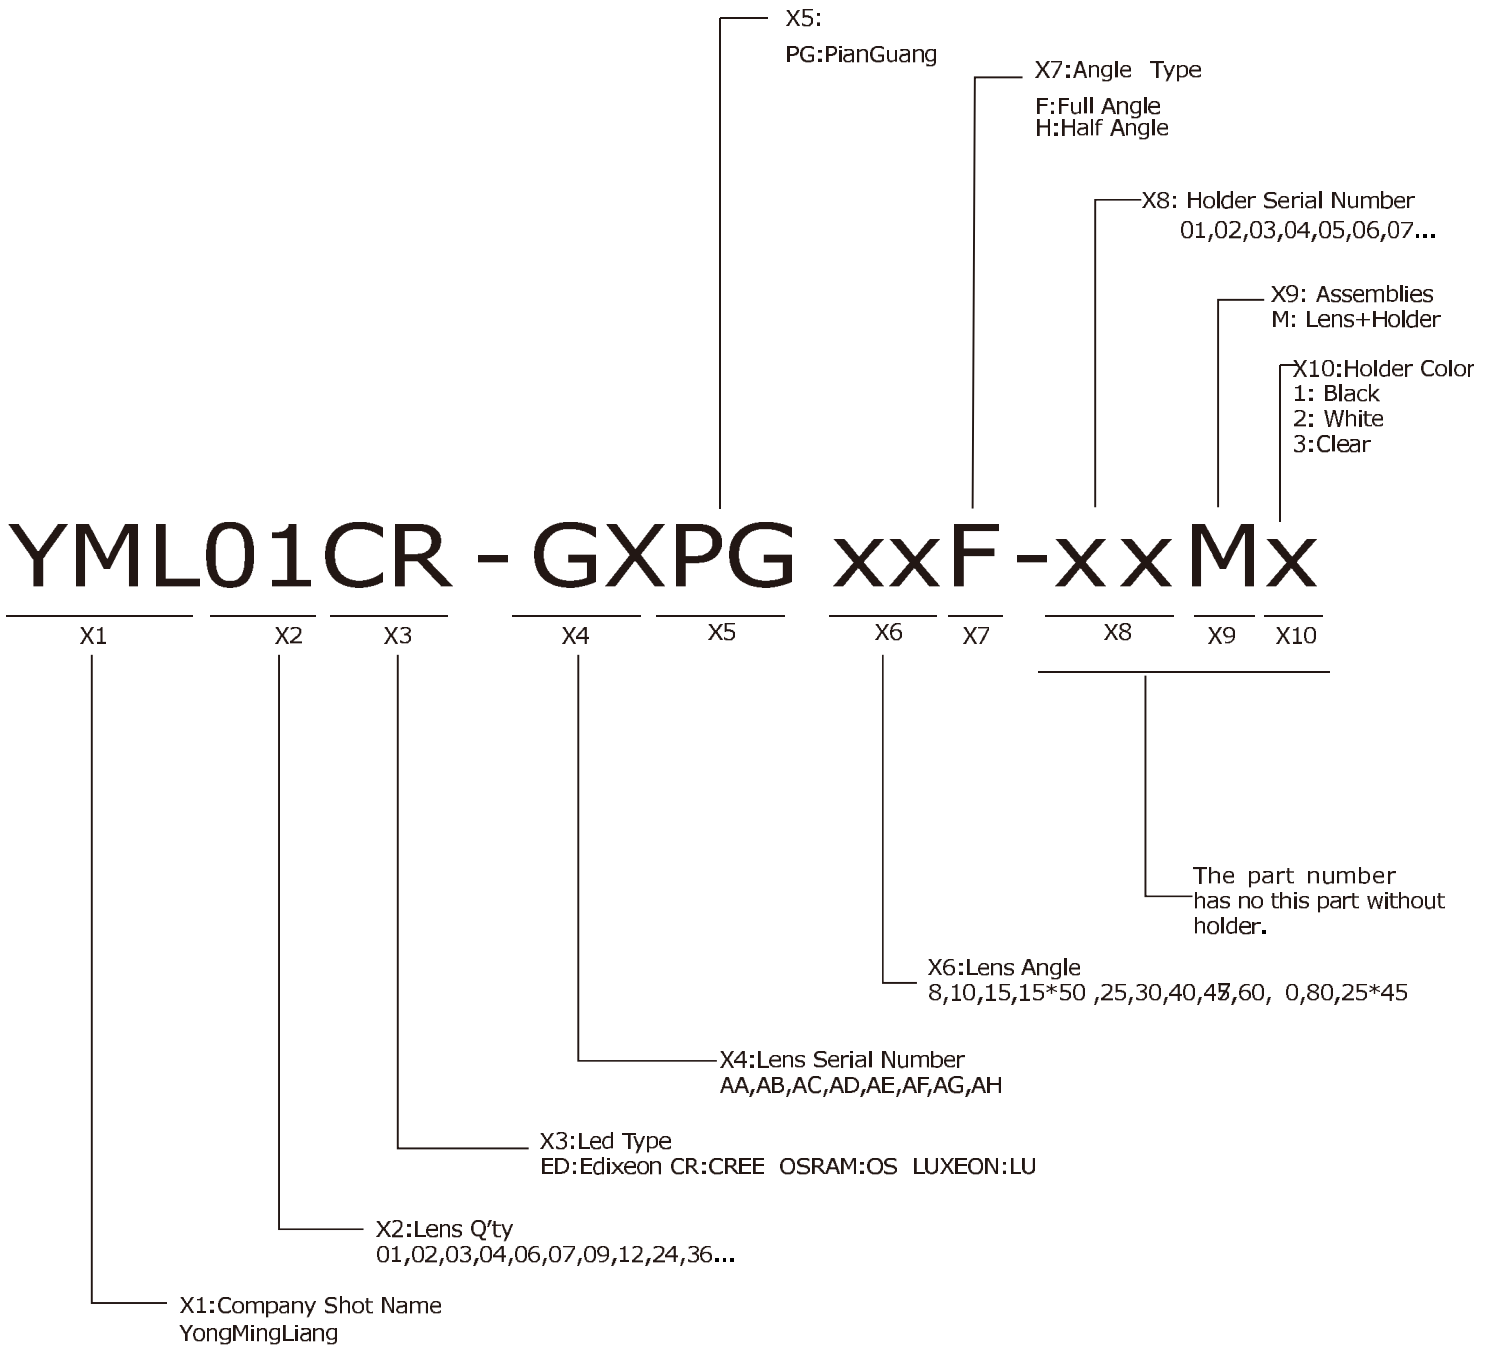 X5:
PG:PianGuang
X7:Angle Type
F:Full Angle
H:Half Angle
X8: Holder Serial Number
01,02,03,04,05,06,07...
X9: Assemblies
M: Lens+Holder
X10:Holder Color
1: Black
2: White
3:Clear
YML01CR - GXPG xxF-xxMx
X1 X2 X3 X4 X5 X6 X7 X8 X9 X10
The part number
has no this part without
holder.
X6:Lens Angle
8,10,15,15*50 ,25,30,40,45,60, 0,80,25*45
X4:Lens Serial Number
AA,AB,AC,AD,AE,AF,AG,AH
X3:Led Type
ED:Edixeon CR:CREE OSRAM:OS LUXEON:LU
X2:Lens Q'ty
01,02,03,04,06,07,09,12,24,36...
X1:Company Shot Name
YongMingLiang